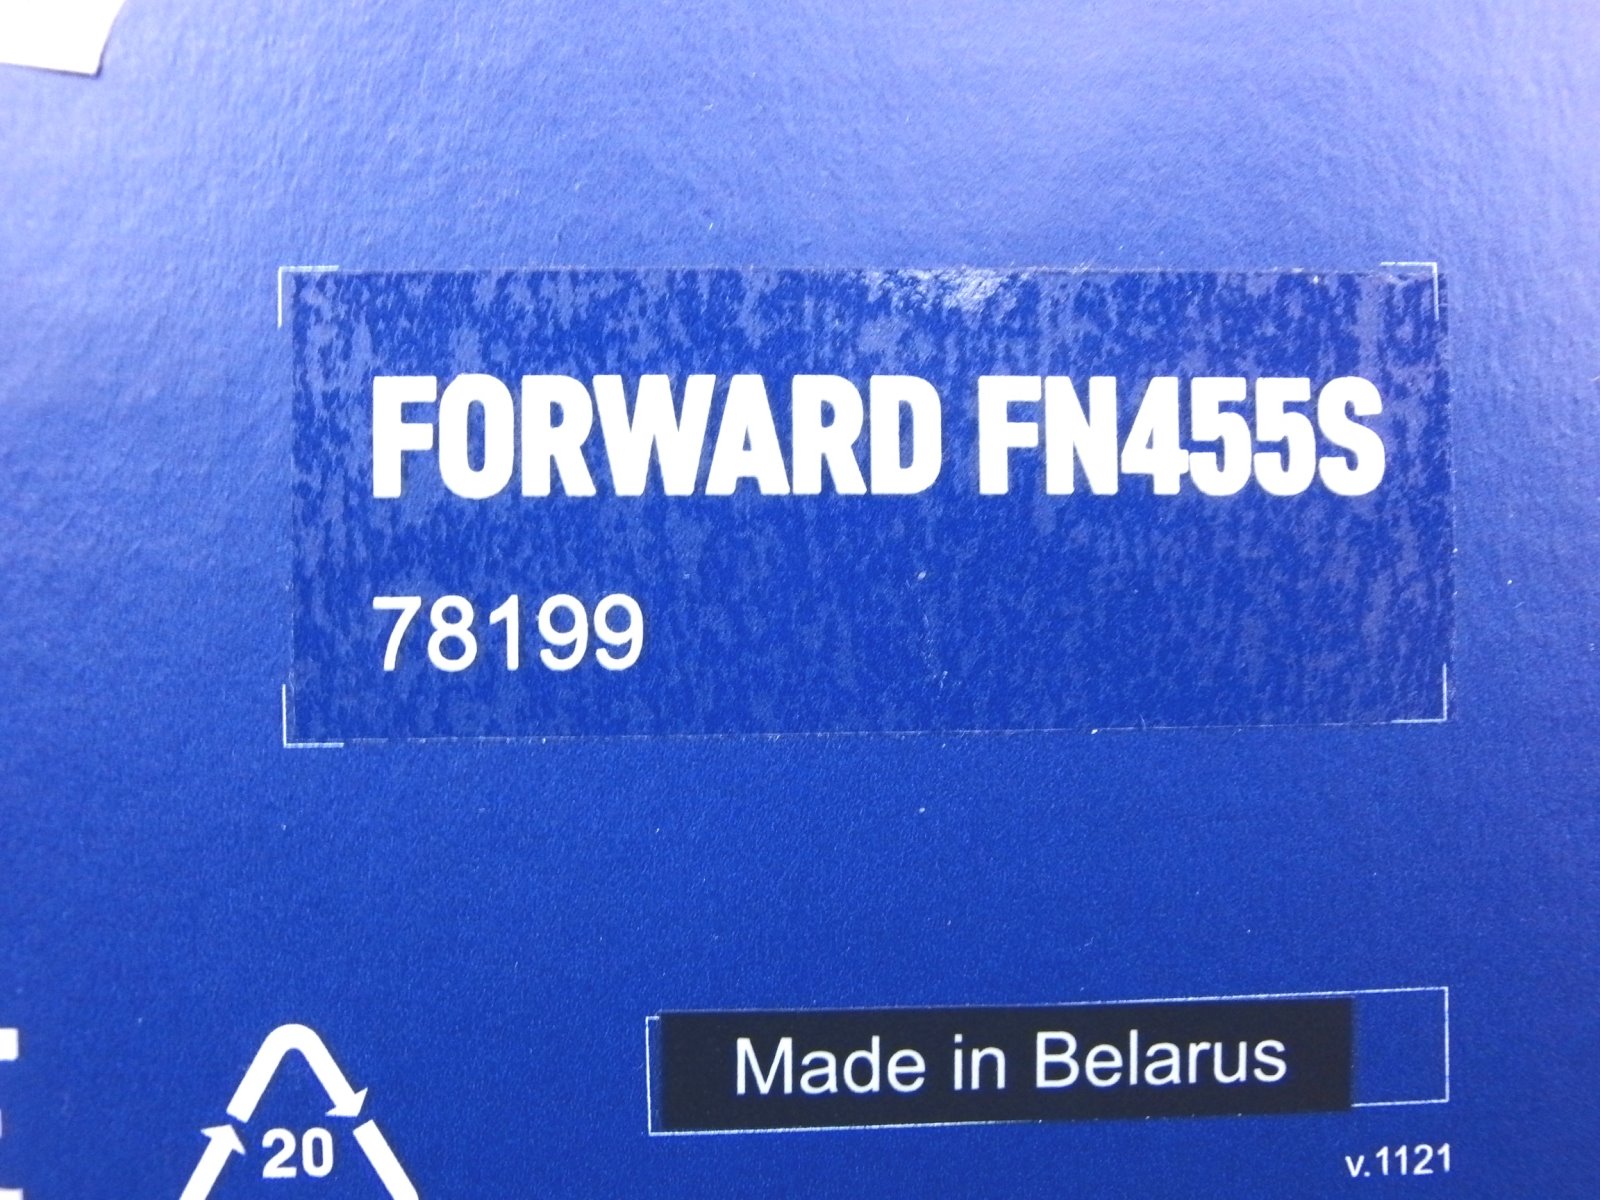 FORWARD FN455S
78199
Made in Belarus
20
v.1121